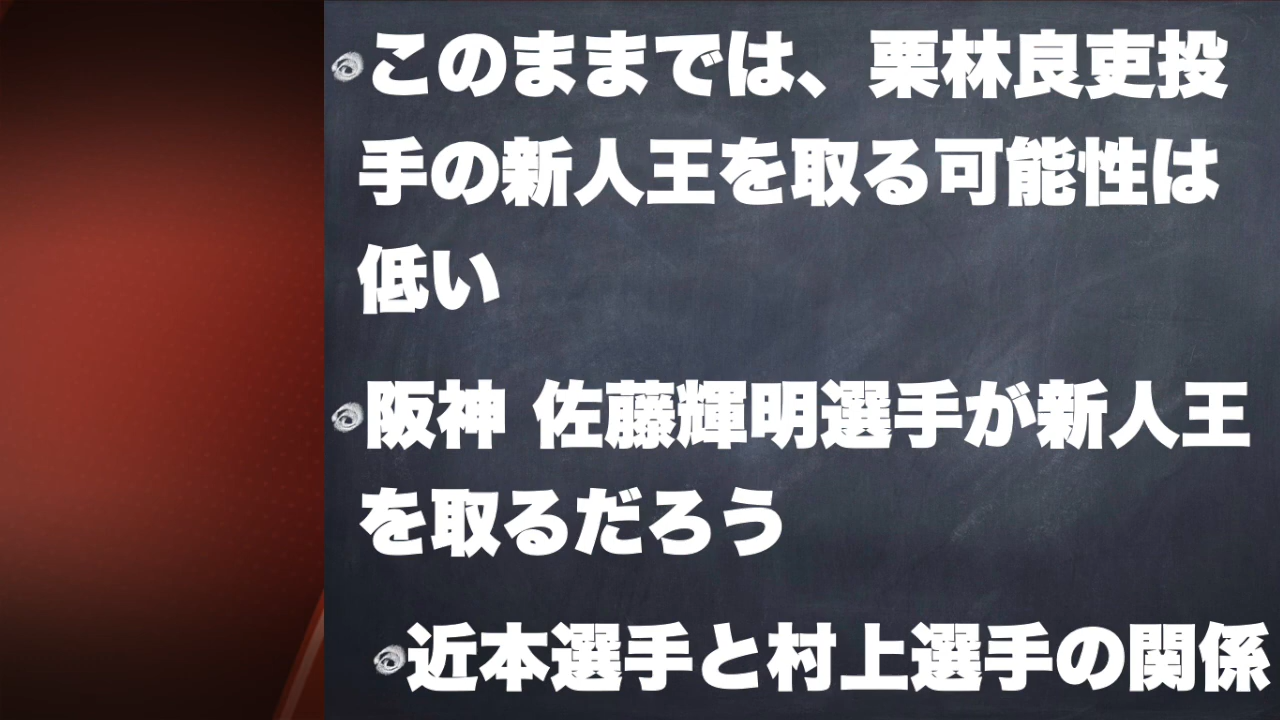 このままでは、栗林良吏投
手の新人王を取る可能性は
低い
阪神 佐藤輝明選手が新人王
を取るだろう
近本選手と村上選手の関係